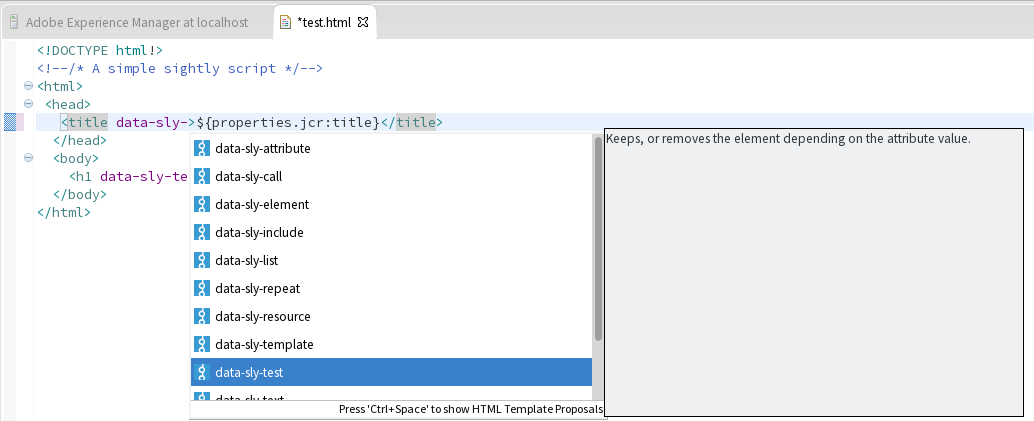 Adobe Experience Manager at localhost
*test.html
<!DOCTYPE html!>
<!--/* A simple sightly script */-->
<html>
<head>
<title data-sly->${properties.jcr:title}</title>
</head>
<body>
<h1 data-sly-te
</body>
</html>
data-sly-attribute
data-sly-call
data-sly-element
data-sly-include
data-sly-list
data-sly-repeat
data-sly-resource
data-sly-template
data-sly-test
data-sly-text
Press 'Ctrl+Space' to show HTML Template Proposals
Keeps, or removes the element depending on the attribute value.